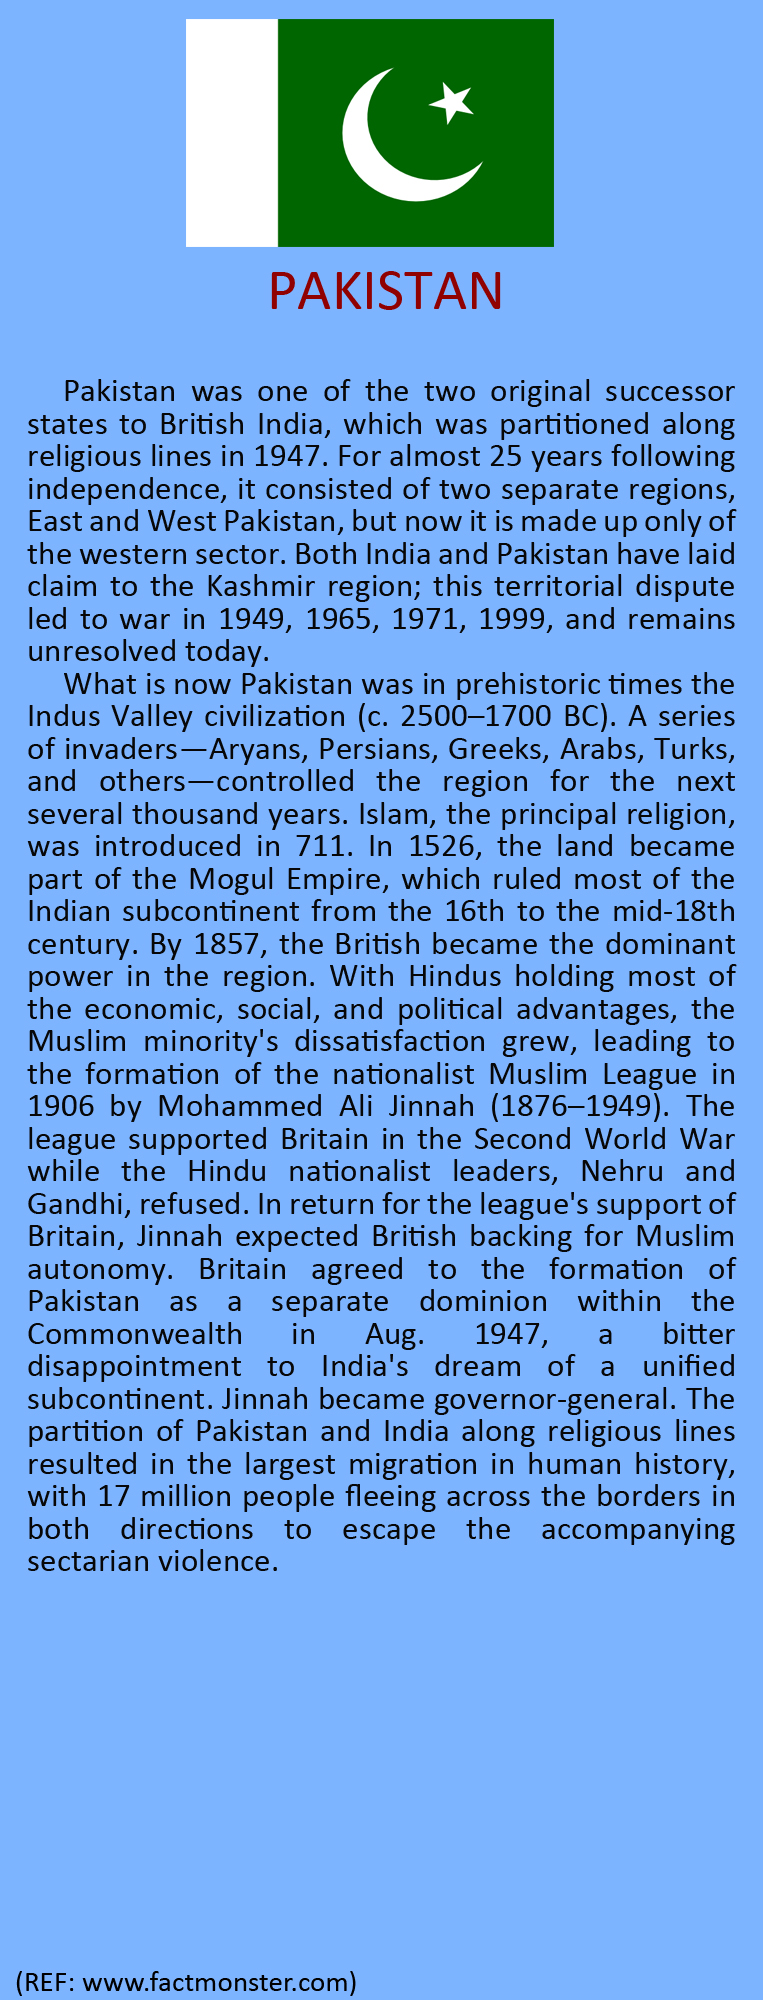 PAKISTAN
Pakistan was one of the two original successor
states to British India, which was partitioned along
religious lines in 1947. For almost 25 years following
independence, it consisted of two separate regions,
East and West Pakistan, but now it is made up only of
the western sector. Both India and Pakistan have laid
claim to the Kashmir region; this territorial dispute
led to war in 1949, 1965, 1971, 1999, and remains
unresolved today.
What is now Pakistan was in prehistoric times the
Indus Valley civilization (c. 2500–1700 BC). A series
of invaders—Aryans, Persians, Greeks, Arabs, Turks,
and others—controlled the region for the next
several thousand years. Islam, the principal religion,
was introduced in 711. In 1526, the land became
part of the Mogul Empire, which ruled most of the
Indian subcontinent from the 16th to the mid-18th
century. By 1857, the British became the dominant
power in the region. With Hindus holding most of
the economic, social, and political advantages, the
Muslim minority's dissatisfaction grew, leading to
the formation of the nationalist Muslim League in
1906 by Mohammed Ali Jinnah (1876–1949). The
league supported Britain in the Second World War
while the Hindu nationalist leaders, Nehru and
Gandhi, refused. In return for the league's support of
Britain, Jinnah expected British backing for Muslim
autonomy. Britain agreed to the formation of
Pakistan as a separate dominion within the
Commonwealth in Aug. 1947, a bitter
disappointment to India's dream of a unified
subcontinent. Jinnah became governor-general. The
partition of Pakistan and India along religious lines
resulted in the largest migration in human history,
with 17 million people fleeing across the borders in
both directions to escape the accompanying
sectarian violence.
(REF: www.factmonster.com)